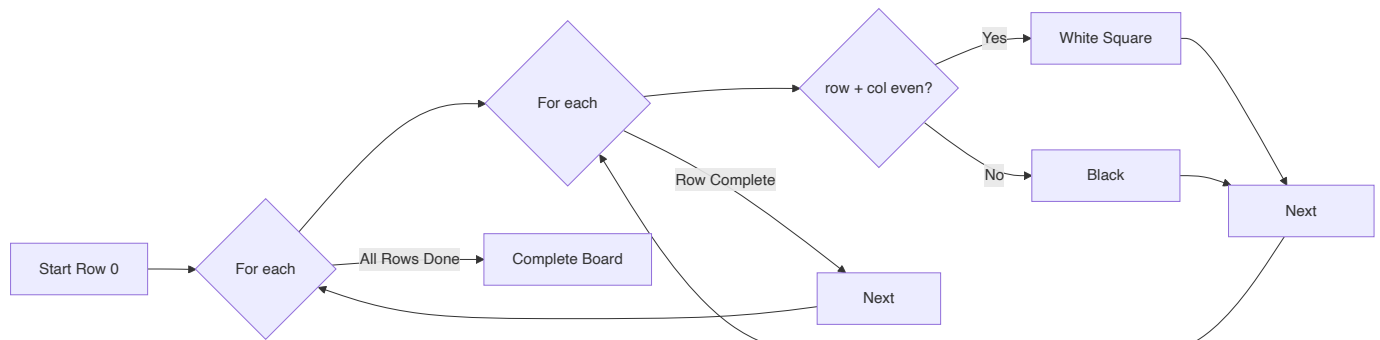 Start Row 0
For each
All Rows Done
Complete Board
For each
Row Complete
Next
row + col even?
Yes
White Square
No
Black
Next